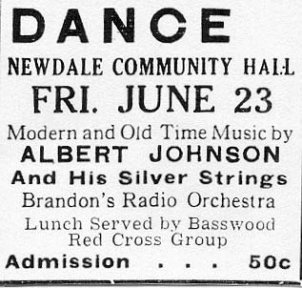 DANCE
NEWDALE COMMUNITY HALL
FRI. JUNE 23
Modern and Old Time Music by
ALBERT JOHNSON
And His Silver Strings
Brandon's Radio Orchestra
Lunch Served by Basswood
Red Cross Group
Admission . . . 50c